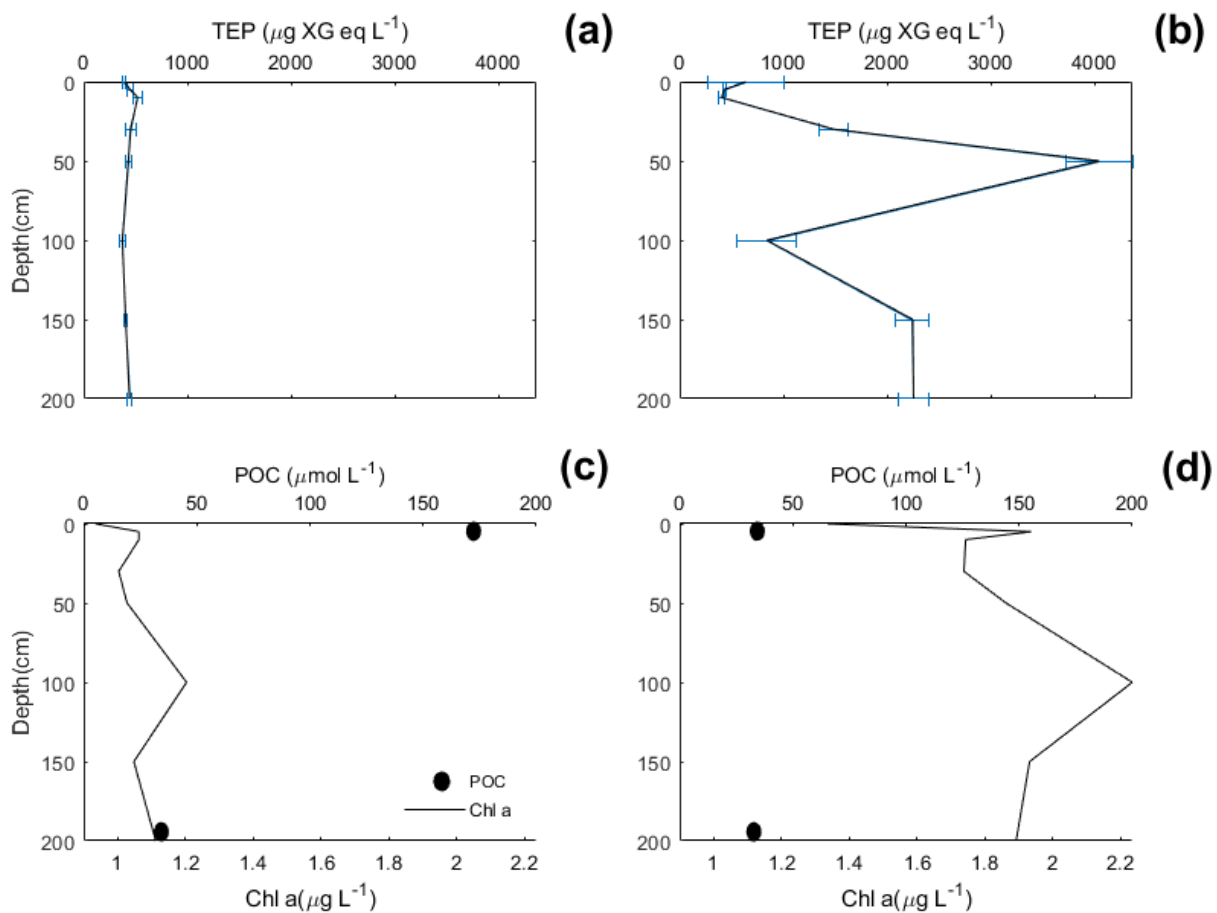 TEP (μg XG eq L⁻¹) (a)
0 1000 2000 3000 4000
0
50
100
150
200
Depth(cm)
TEP (μg XG eq L⁻¹) (b)
0 1000 2000 3000 4000
0
50
100
150
200
POC (μmol L⁻¹) (c)
0 50 100 150 200
0
50
100
150
200
Depth(cm)
POC
Chl a
1 1.2 1.4 1.6 1.8 2 2.2
Chl a(μg L⁻¹)
POC (μmol L⁻¹) (d)
0 50 100 150 200
0
50
100
150
200
Depth(cm)
1 1.2 1.4 1.6 1.8 2 2.2
Chl a(μg L⁻¹)